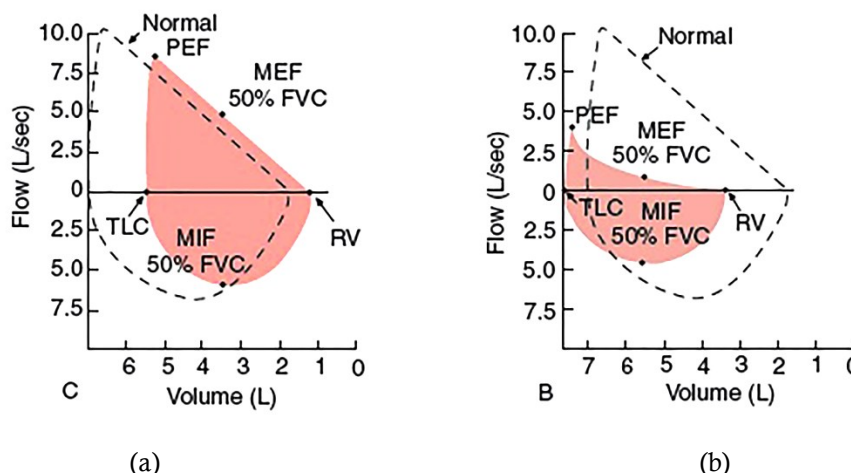 Normal
PEF
MEF
50% FVC
10.0
7.5
5.0
2.5
0
2.5
5.0
7.5
Flow (L/sec)
TLC
MIF
50% FVC
RV
6 5 4 3 2 1 0
Volume (L)
C
(a)
Normal
PEF
MEF
50% FVC
10.0
7.5
5.0
2.5
0
2.5
5.0
7.5
Flow (L/sec)
TLC
MIF
50% FVC
RV
7 6 5 4 3 2 1 0
Volume (L)
B
(b)